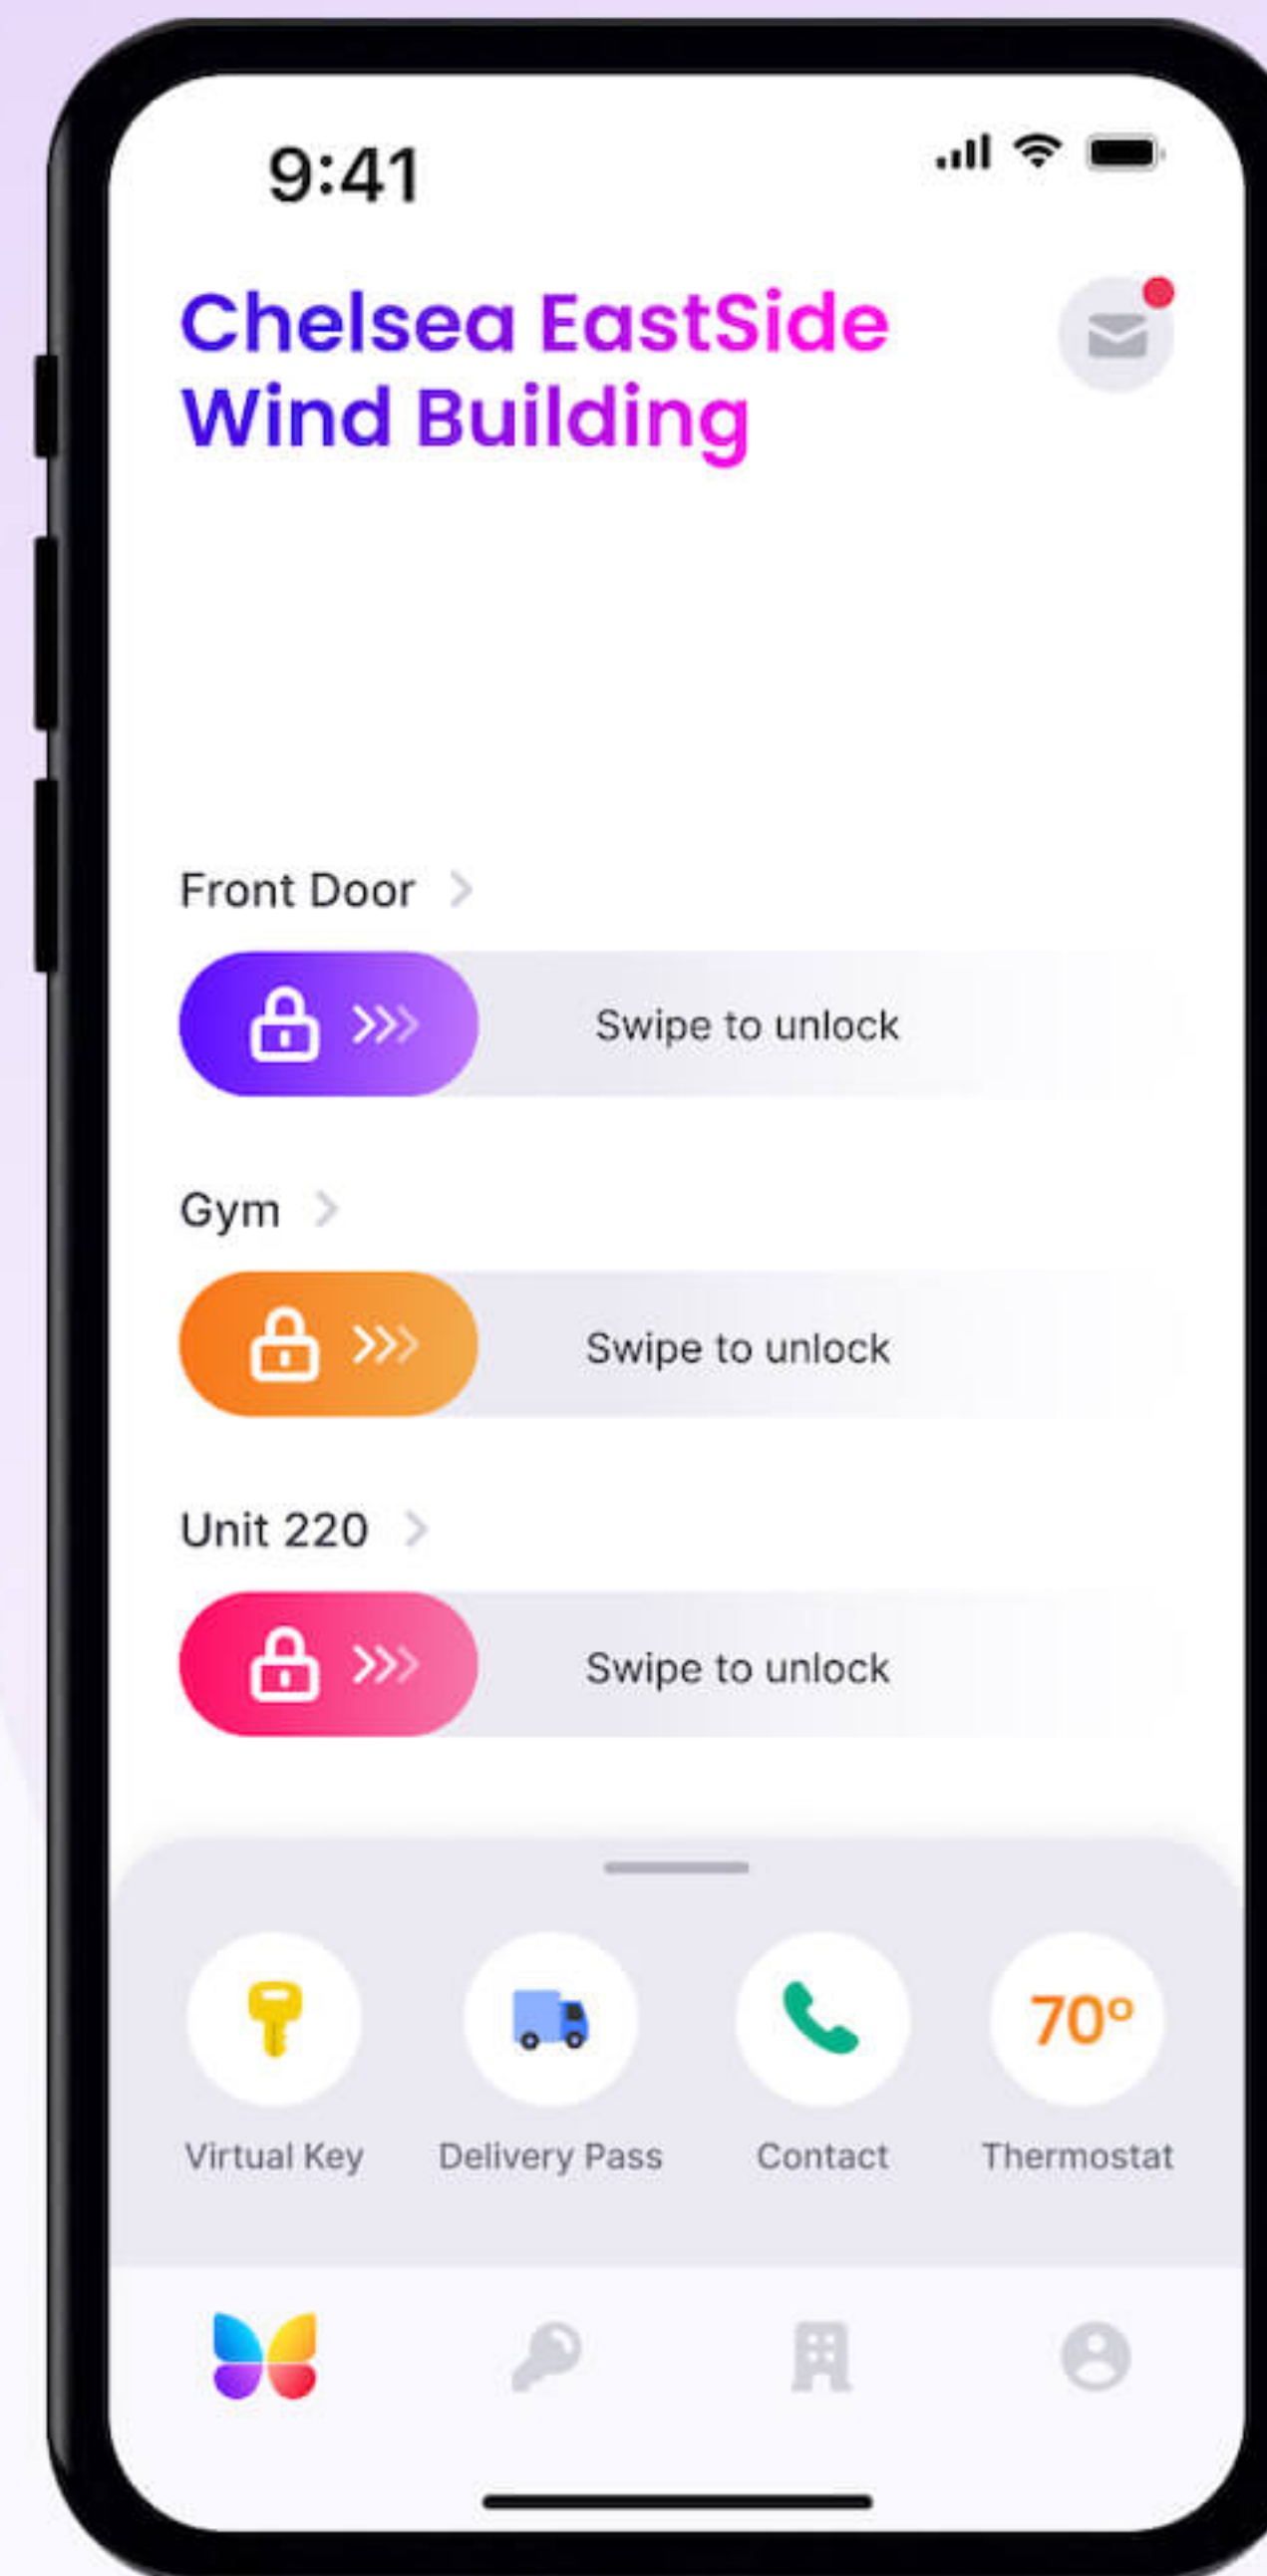 9:41
Chelsea EastSide
Wind Building
Front Door
Swipe to unlock
Gym
Swipe to unlock
Unit 220
Swipe to unlock
70º
Virtual Key
Delivery Pass
Contact
Thermostat